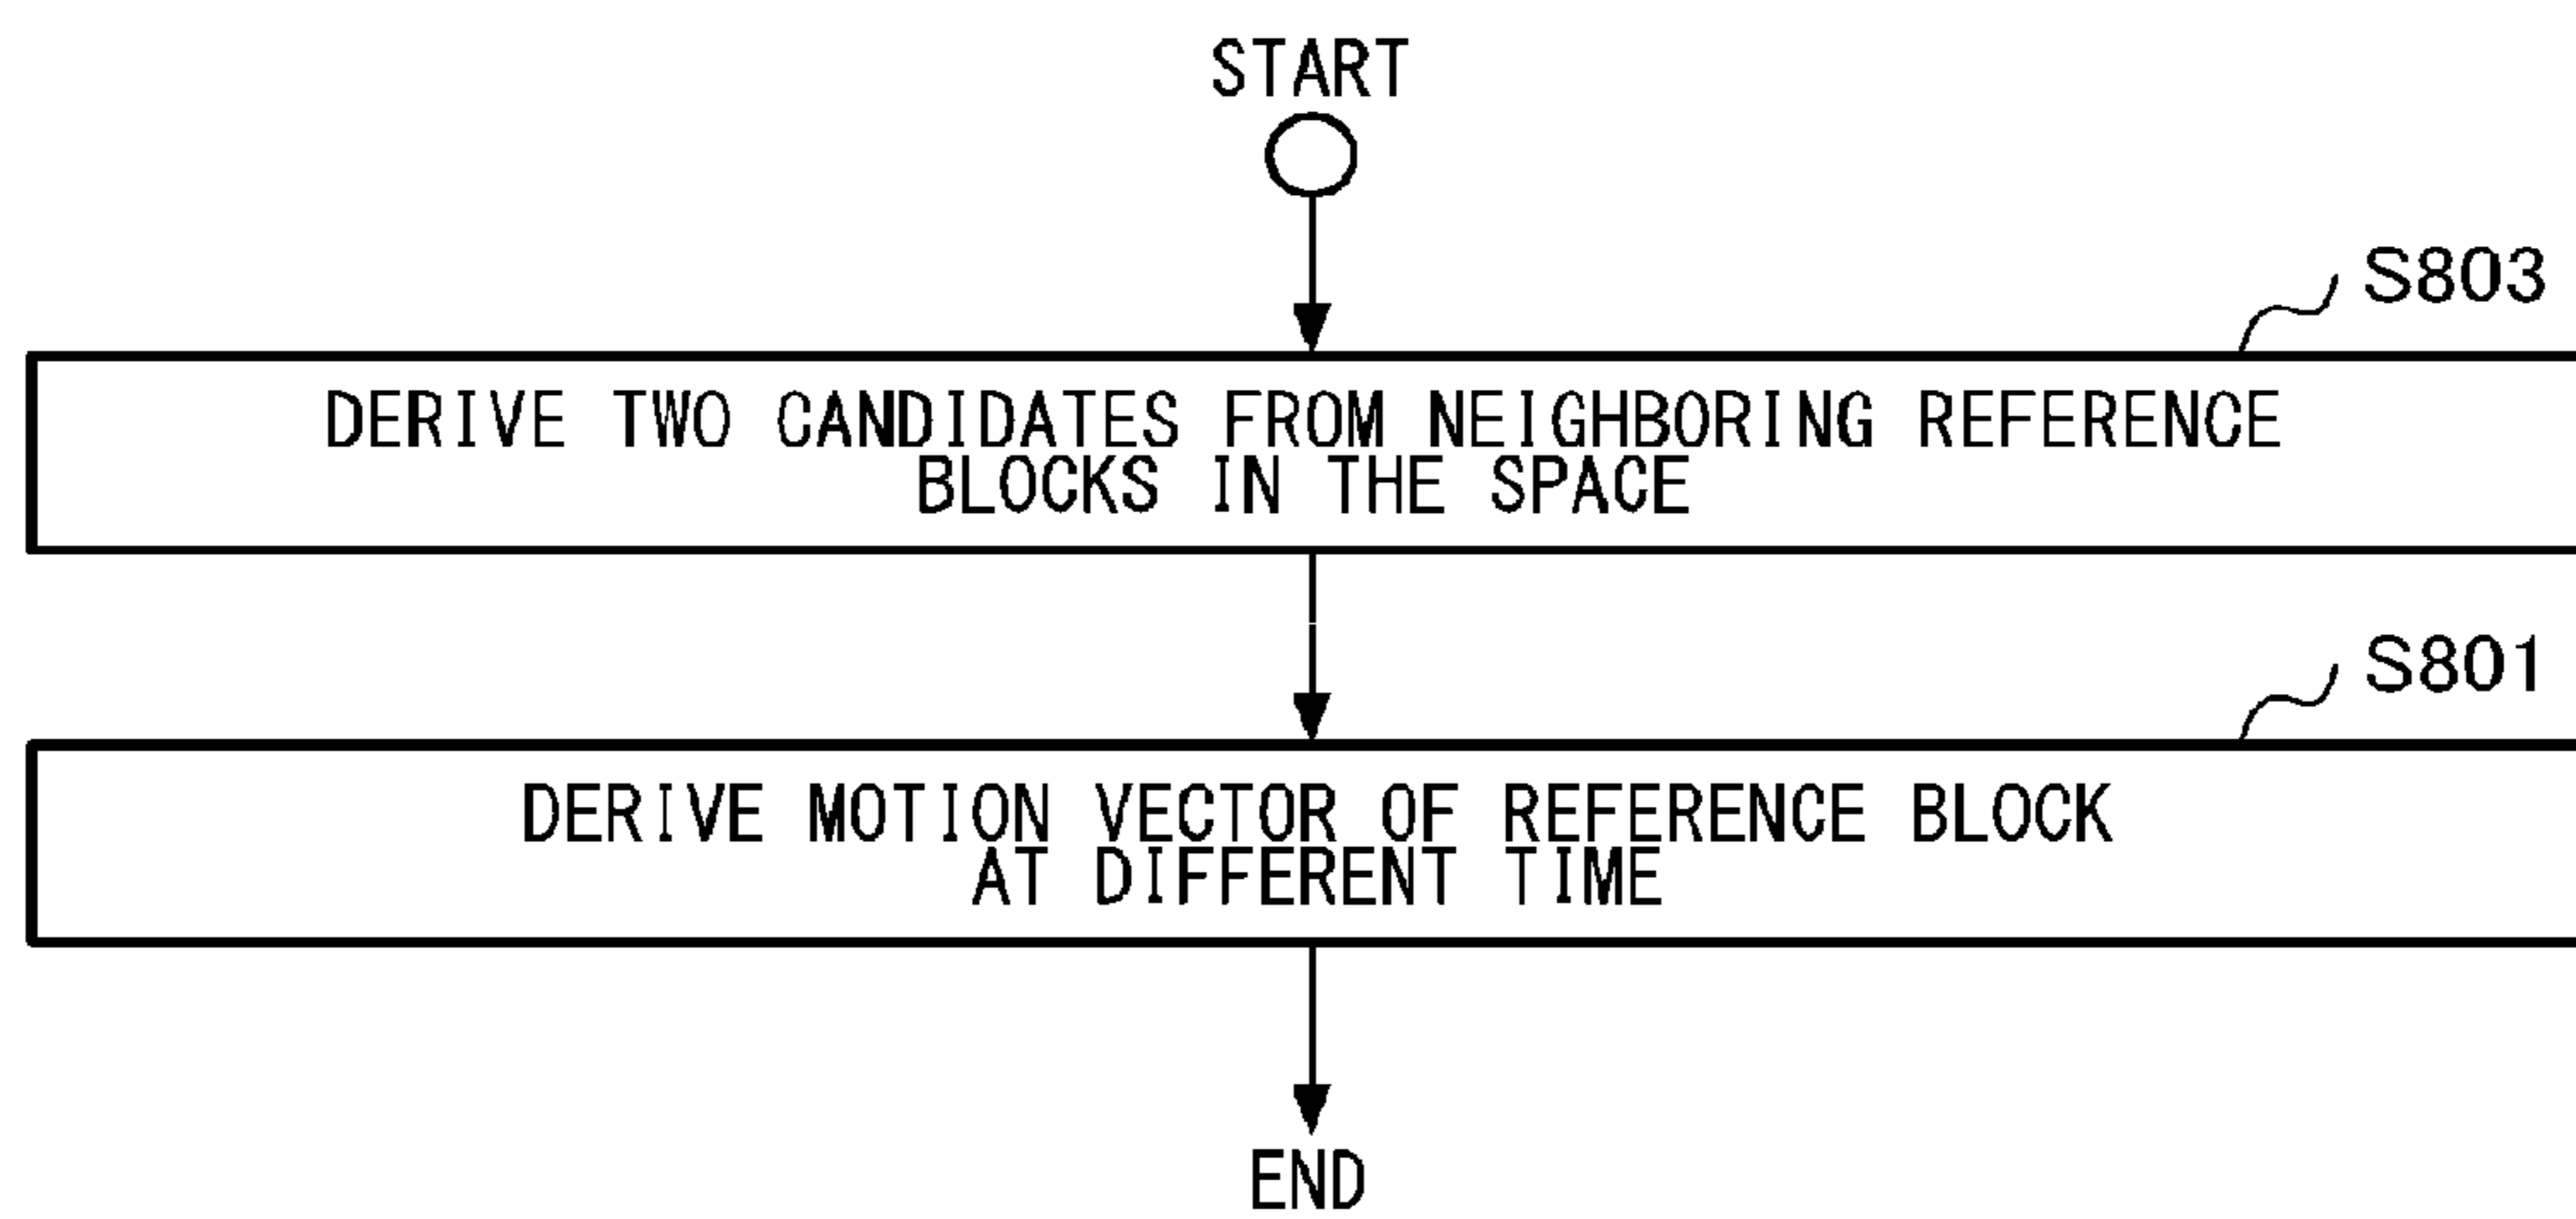 START
S803
DERIVE TWO CANDIDATES FROM NEIGHBORING REFERENCE
BLOCKS IN THE SPACE
S801
DERIVE MOTION VECTOR OF REFERENCE BLOCK
AT DIFFERENT TIME
END